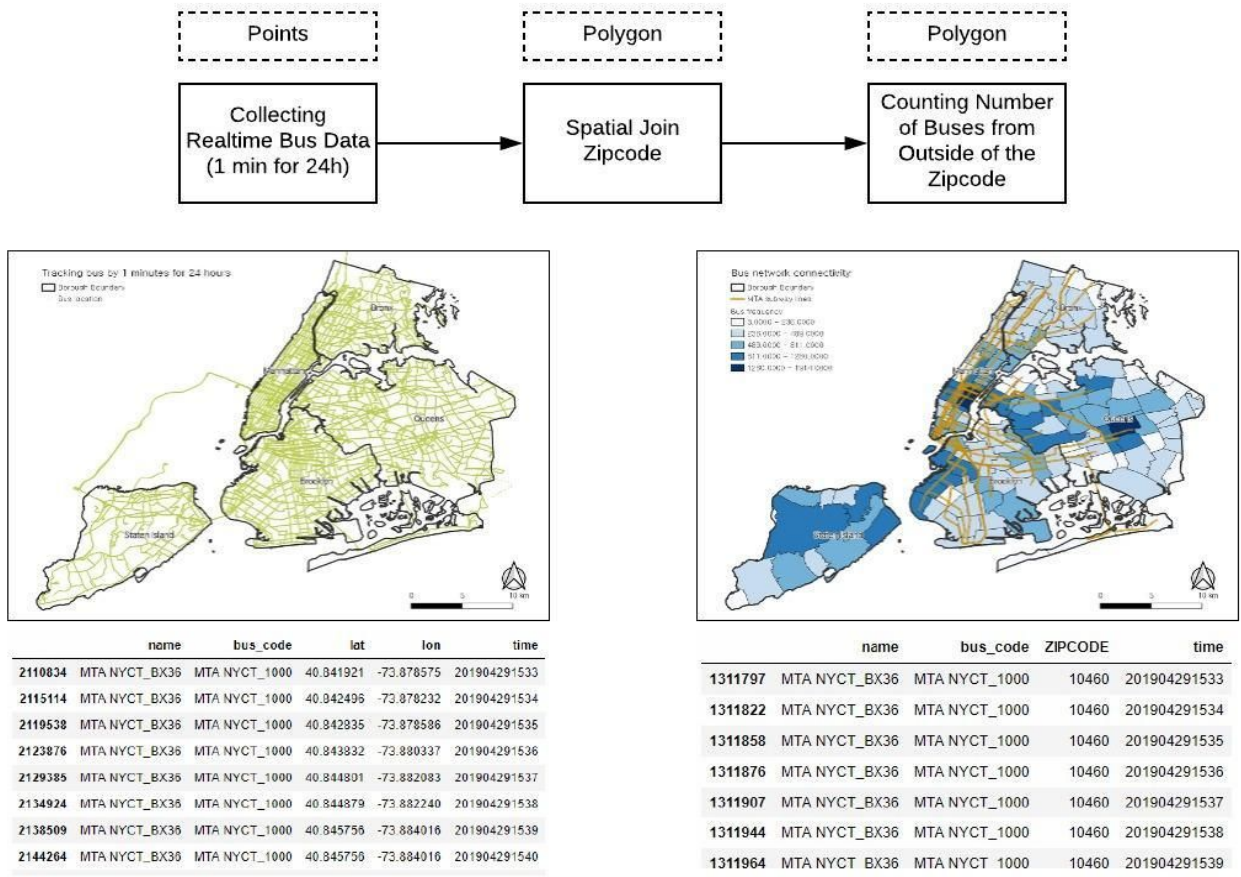 Points
Polygon
Polygon
Collecting
Realtime Bus Data
(1 min for 24h)
Spatial Join
Zipcode
Counting Number
of Buses from
Outside of the
Zipcode
Tracking bus by 1 minutes for 24 hours
Borough Boundary
Bus location
Bronx
Manhattan
Queens
Brooklyn
Staten Island
0 5 10 km
Bus network connectivity
Borough Boundary
MTA subway lines
Bus frequency
Bronx
Manhattan
Queens
Brooklyn
Staten Island
0 5 10 km
name bus_code lat lon time
2110834 MTA NYCT_BX36 MTA NYCT_1000 40.841921 -73.878575 201904291533
2115114 MTA NYCT_BX36 MTA NYCT_1000 40.842496 -73.878232 201904291534
2119538 MTA NYCT_BX36 MTA NYCT_1000 40.842835 -73.878586 201904291535
2123876 MTA NYCT_BX36 MTA NYCT_1000 40.843832 -73.880337 201904291536
2129385 MTA NYCT_BX36 MTA NYCT_1000 40.844801 -73.882083 201904291537
2134924 MTA NYCT_BX36 MTA NYCT_1000 40.844879 -73.882240 201904291538
2138509 MTA NYCT_BX36 MTA NYCT_1000 40.845756 -73.884016 201904291539
2144264 MTA NYCT_BX36 MTA NYCT_1000 40.845756 -73.884016 201904291540
name bus_code ZIPCODE time
1311797 MTA NYCT_BX36 MTA NYCT_1000 10460 201904291533
1311822 MTA NYCT_BX36 MTA NYCT_1000 10460 201904291534
1311858 MTA NYCT_BX36 MTA NYCT_1000 10460 201904291535
1311876 MTA NYCT_BX36 MTA NYCT_1000 10460 201904291536
1311907 MTA NYCT_BX36 MTA NYCT_1000 10460 201904291537
1311944 MTA NYCT_BX36 MTA NYCT_1000 10460 201904291538
1311964 MTA NYCT_BX36 MTA NYCT_1000 10460 201904291539